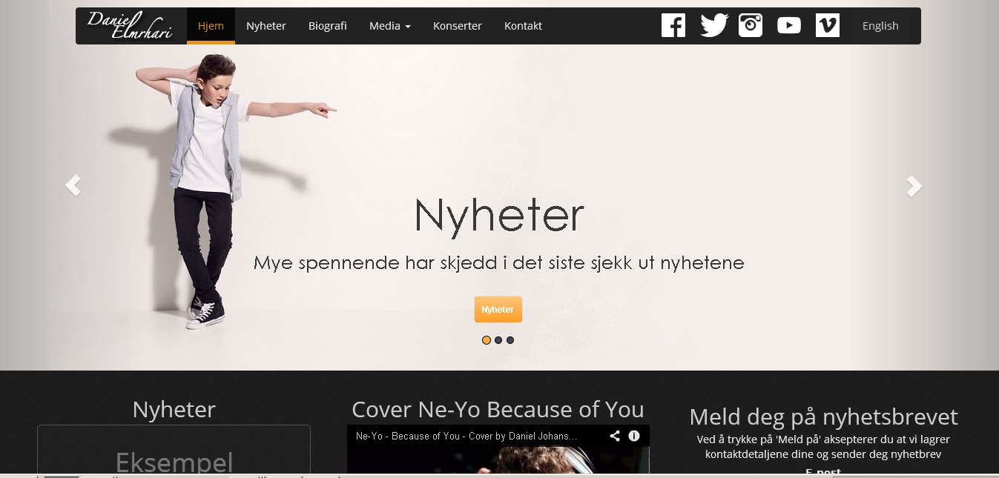 Daniel
Elmrhari
Hjem
Nyheter
Biografi
Media
Konserter
Kontakt
English
Nyheter
Mye spennende har skjedd i det siste sjekk ut nyhetene
Nyheter
Nyheter
Eksempel
Cover Ne-Yo Because of You
Ne-Yo - Because of You - Cover by Daniel Johans...
Meld deg på nyhetsbrevet
Ved å trykke på 'Meld på' aksepterer du at vi lagrer
kontaktdetaljene dine og sender deg nyhetbrev
E-post